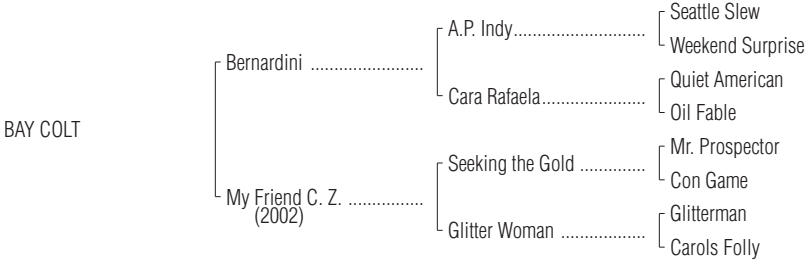 Seattle Slew
A.P. Indy..............................
Weekend Surprise
Bernardini .........................
Quiet American
Cara Rafaela........................
Oil Fable
BAY COLT
Mr. Prospector
Seeking the Gold ...............
Con Game
My Friend C. Z. .................
(2002)
Glitterman
Glitter Woman ...................
Carols Folly